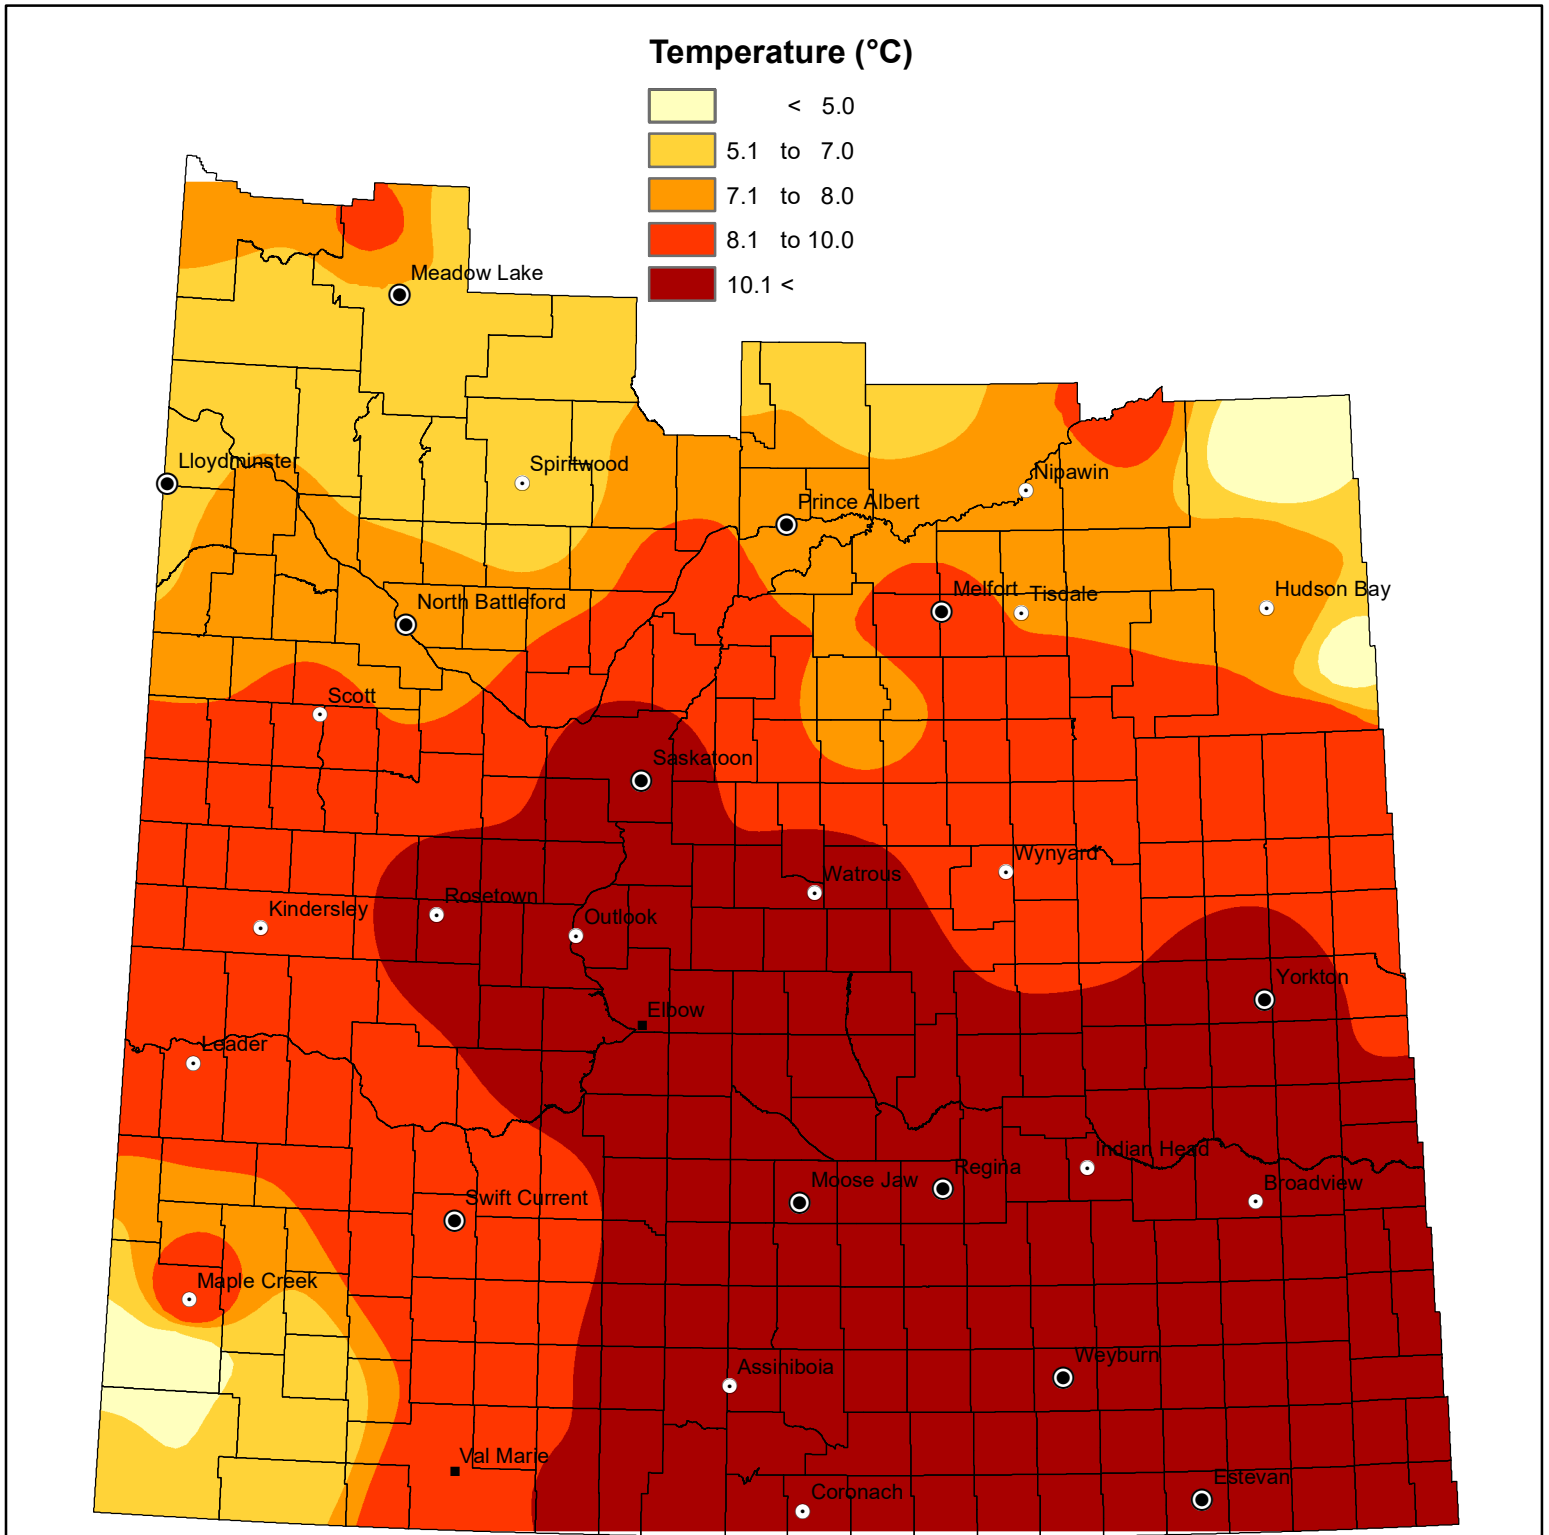 Temperature (°C)
< 5.0
5.1 to 7.0
7.1 to 8.0
8.1 to 10.0
10.1 <
Meadow Lake
Lloydminster
Spiritwood
Nipawin
Prince Albert
Melfort
Tisdale
Hudson Bay
North Battleford
Scott
Saskatoon
Wynyard
Watrous
Rosetown
Kindersley
Outlook
Yorkton
Elbow
Leader
Indian Head
Regina
Moose Jaw
Broadview
Swift Current
Maple Creek
Weyburn
Assiniboia
Val Marie
Estevan
Coronach